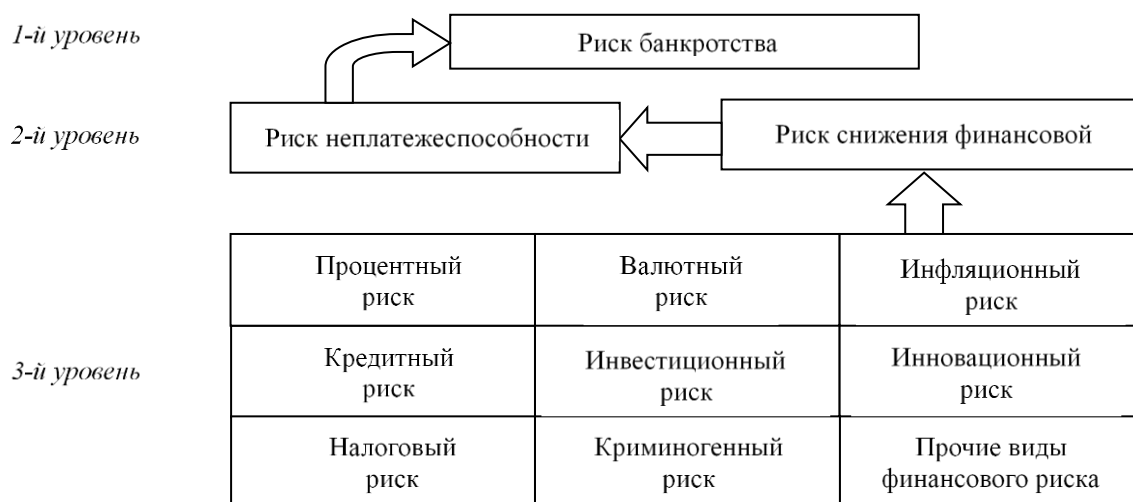 1-й уровень
Риск банкротства
2-й уровень
Риск неплатежеспособности
Риск снижения финансовой
3-й уровень
Процентный
риск
Валютный
риск
Инфляционный
риск
Кредитный
риск
Инвестиционный
риск
Инновационный
риск
Налоговый
риск
Криминогенный
риск
Прочие виды
финансового риска